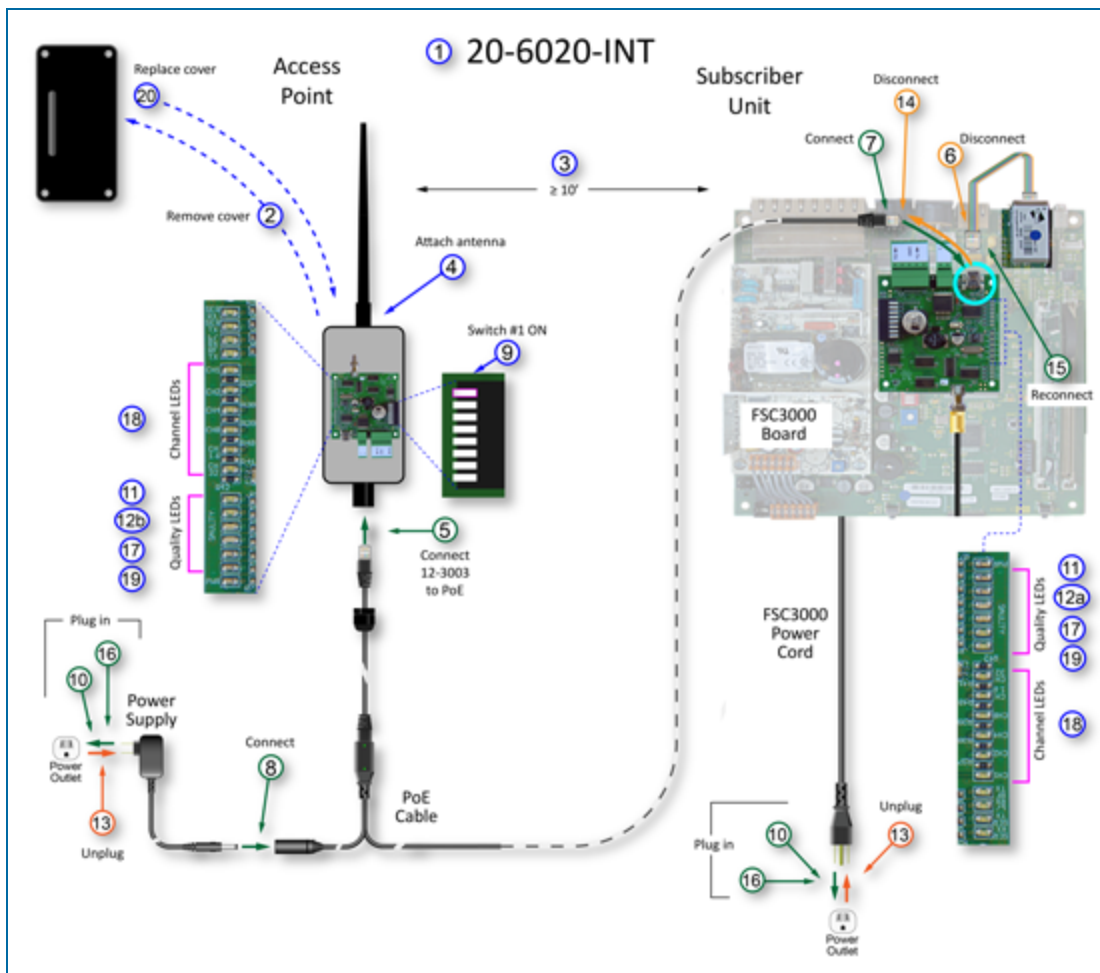 ① 20-6020-INT
Access
Point
Subscriber
Unit
Replace cover
20
Remove cover 2
3
≥ 10'
Attach antenna
4
Disconnect
14
Connect 7
Disconnect
6
Switch #1 ON
9
15
Reconnect
FSC3000
Board
Channel LEDs
18
Quality LEDs
11
12b
17
19
5
Connect
12-3003
to PoE
Plug in
16
10
Power
Supply
Power
Outlet
13
Unplug
Connect
8
PoE
Cable
FSC3000
Power
Cord
Quality LEDs
11
12a
17
19
Channel LEDs
18
Plug in
10
16
Unplug
13
Power
Outlet